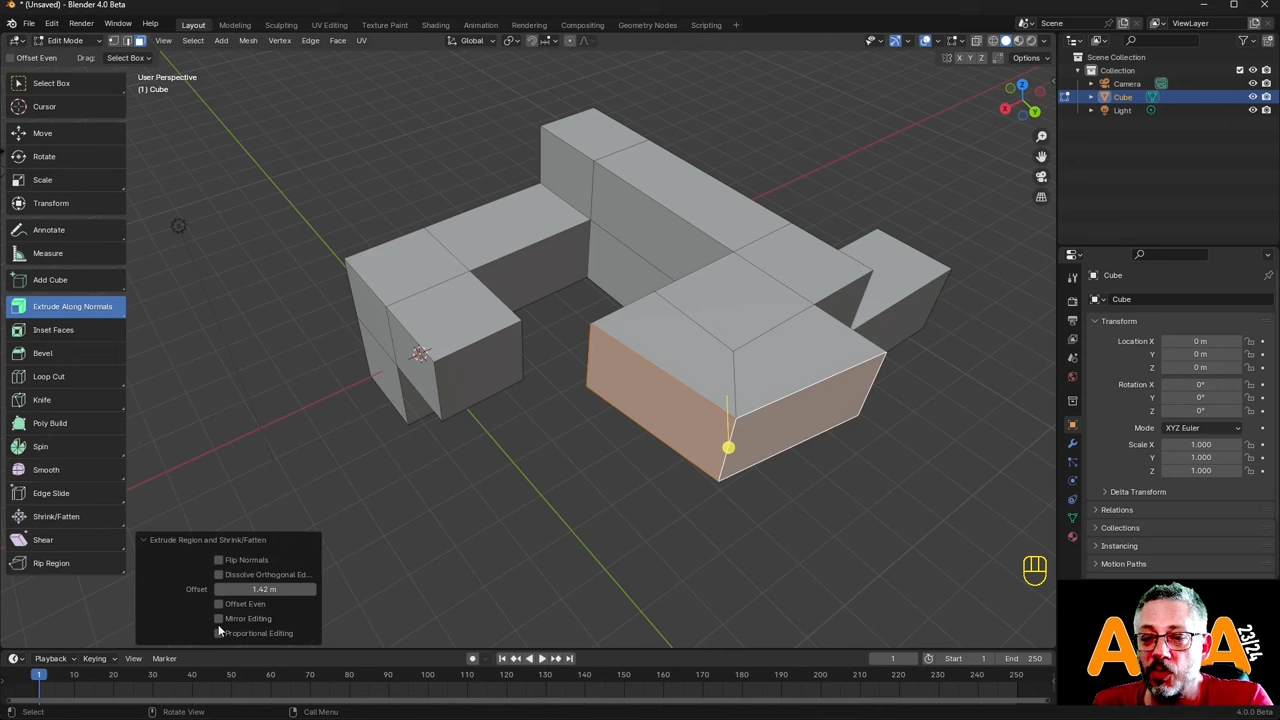 * (Unsaved) - Blender 4.0 Beta
File Edit Render Window Help Layout Modeling Sculpting UV Editing Texture Paint Shading Animation Rendering Compositing Geometry Nodes Scripting + Scene ViewLayer
Edit Mode View Select Add Mesh Vertex Edge Face UV Global
Offset Even Drag: Select Box X Y Z Options
User Perspective
(1) Cube
Select Box
Cursor
Move
Rotate
Scale
Transform
Annotate
Measure
Add Cube
Extrude Along Normals
Inset Faces
Bevel
Loop Cut
Knife
Poly Build
Spin
Smooth
Edge Slide
Shrink/Fatten
Shear
Rip Region
Z
X
Y
Extrude Region and Shrink/Fatten
Flip Normals
Dissolve Orthogonal Ed...
Offset 1.42 m
Offset Even
Mirror Editing
Proportional Editing
Scene Collection
Collection
Camera
Cube
Light
Cube
Cube
Transform
Location X 0 m
Y 0 m
Z 0 m
Rotation X 0°
Y 0°
Z 0°
Mode XYZ Euler
Scale X 1.000
Y 1.000
Z 1.000
Delta Transform
Relations
Collections
Instancing
Motion Paths
A A 23/24
Playback Keying View Marker 1 Start 1 End 250
1 10 20 30 40 50 60 70 80 90 100 110 120 130 140 150 160 170 180 190 200 210 220 230 240 250
Select Rotate View Call Menu 4.0.0 Beta